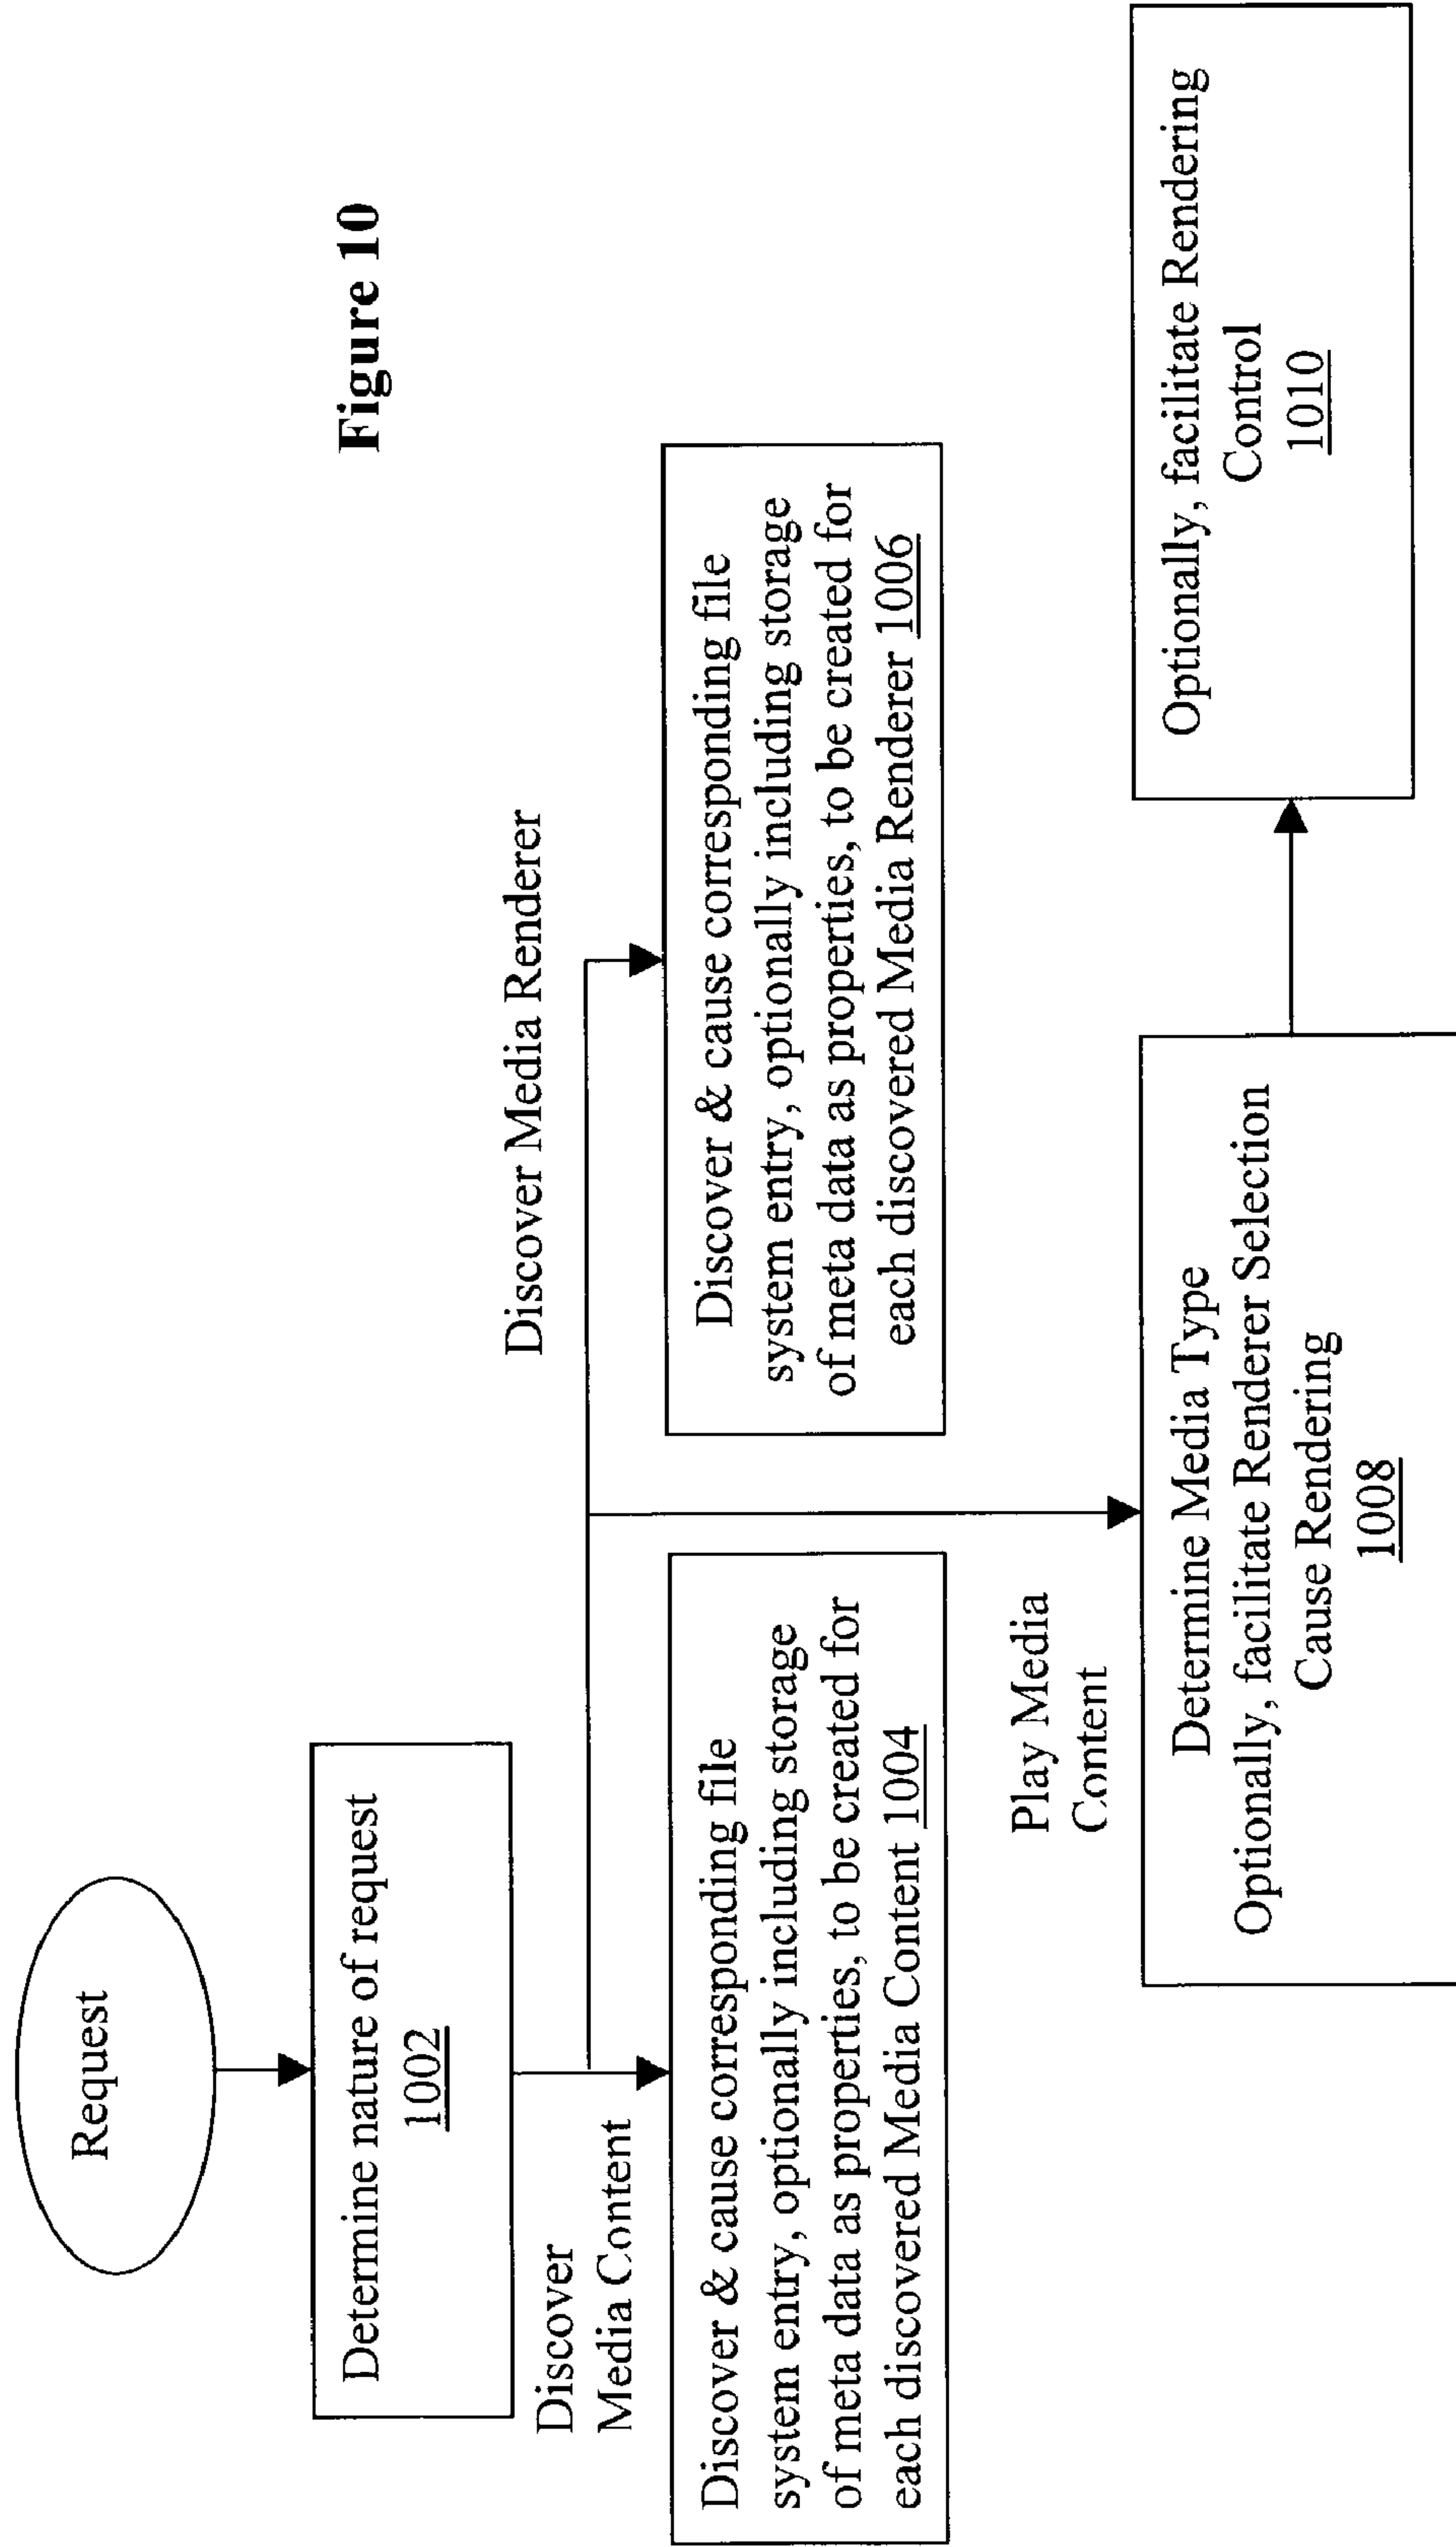 Figure 10
Request
Determine nature of request
1002
Discover
Media Content
Discover Media Renderer
Discover & cause corresponding file
system entry, optionally including storage
of meta data as properties, to be created for
each discovered Media Content 1004
Discover & cause corresponding file
system entry, optionally including storage
of meta data as properties, to be created for
each discovered Media Renderer 1006
Play Media
Content
Determine Media Type
Optionally, facilitate Renderer Selection
Cause Rendering
1008
Optionally, facilitate Rendering
Control
1010